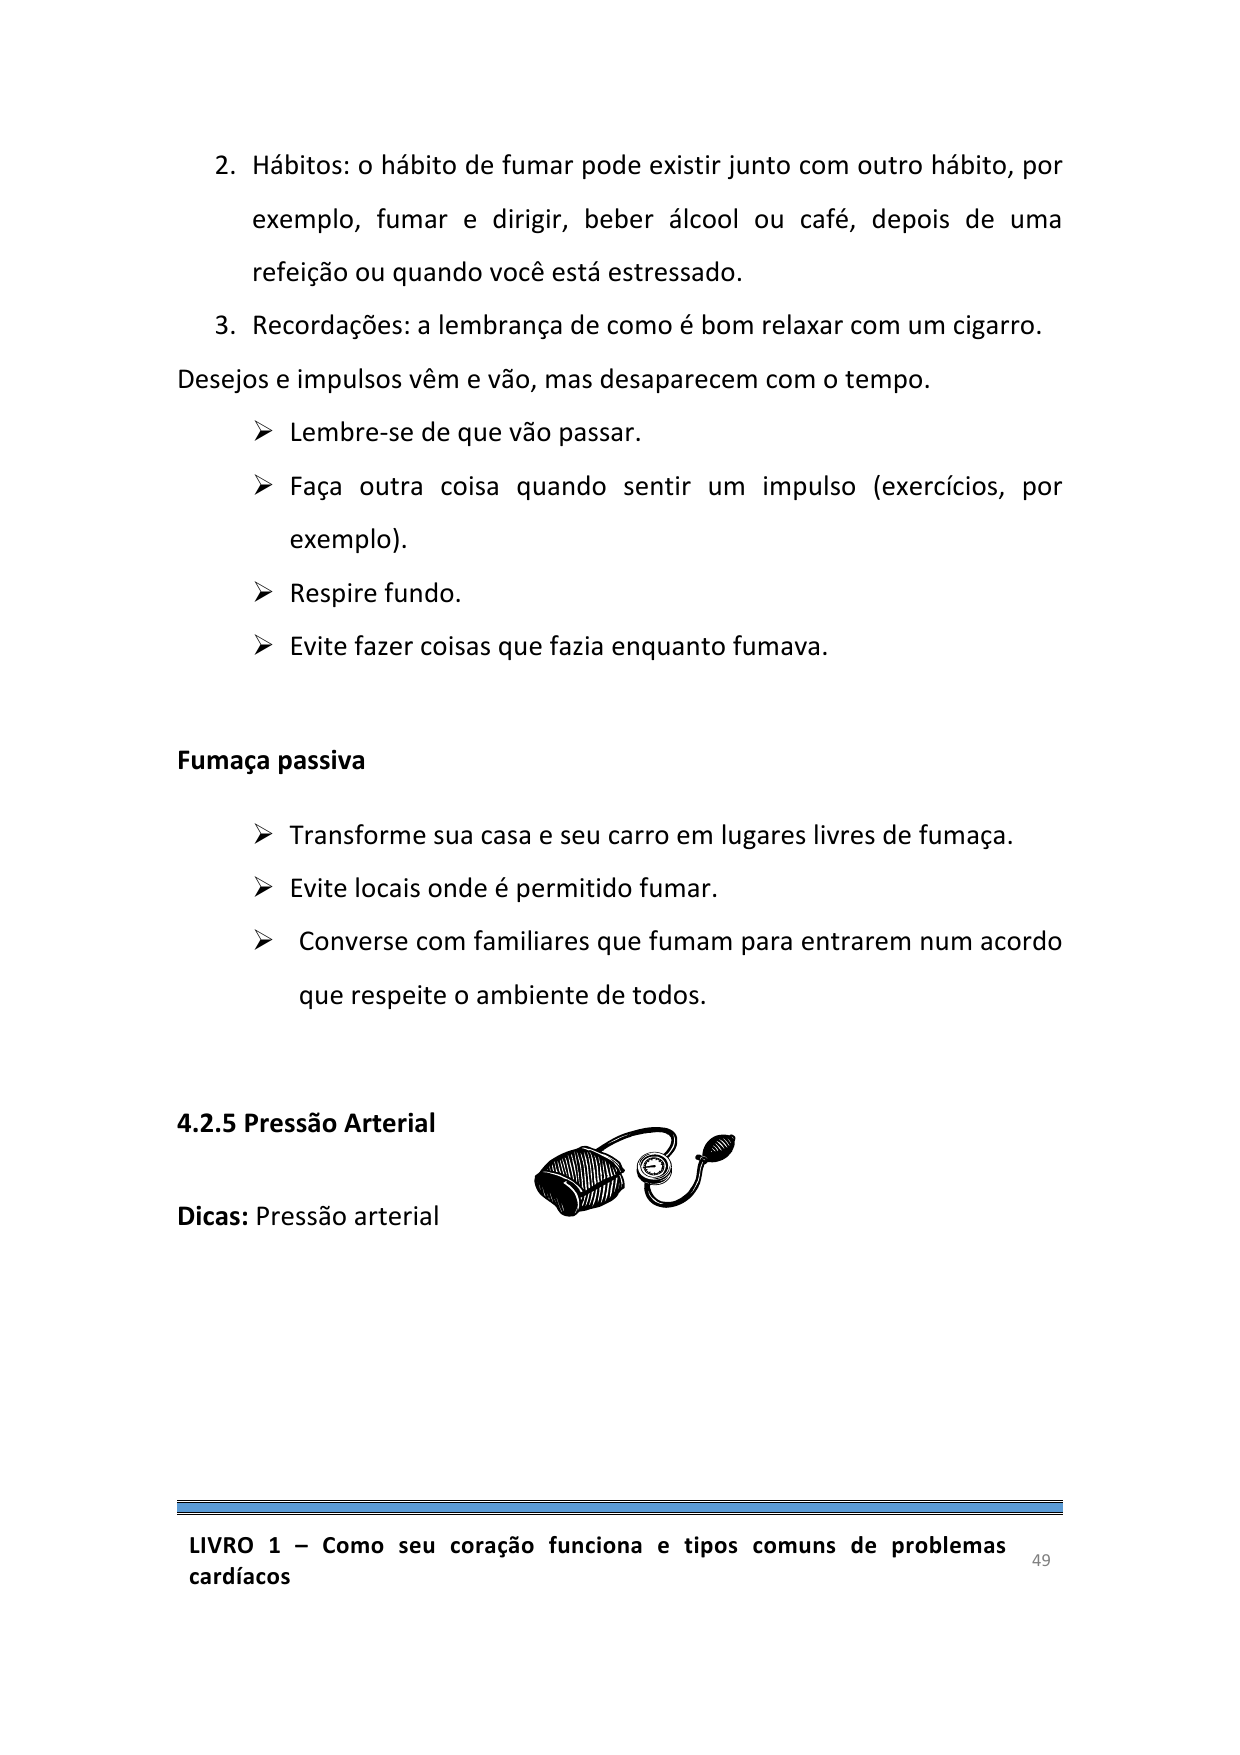 2. Hábitos: o hábito de fumar pode existir junto com outro hábito, por
exemplo, fumar e dirigir, beber álcool ou café, depois de uma
refeição ou quando você está estressado.
3. Recordações: a lembrança de como é bom relaxar com um cigarro.
Desejos e impulsos vêm e vão, mas desaparecem com o tempo.
➢ Lembre-se de que vão passar.
➢ Faça outra coisa quando sentir um impulso (exercícios, por
exemplo).
➢ Respire fundo.
➢ Evite fazer coisas que fazia enquanto fumava.
Fumaça passiva
➢ Transforme sua casa e seu carro em lugares livres de fumaça.
➢ Evite locais onde é permitido fumar.
➢ Converse com familiares que fumam para entrarem num acordo
que respeite o ambiente de todos.
4.2.5 Pressão Arterial
Dicas: Pressão arterial
LIVRO 1 – Como seu coração funciona e tipos comuns de problemas
cardíacos
49